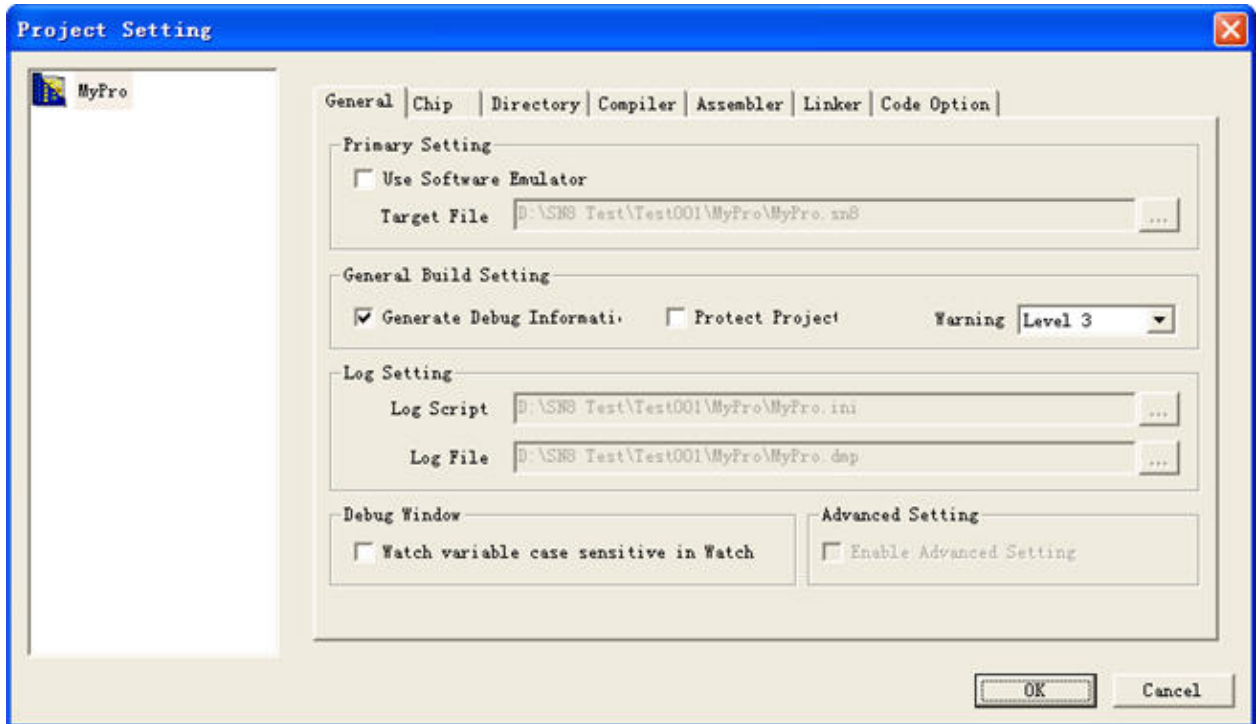 Project Setting
MyPro
General Chip Directory Compiler Assembler Linker Code Option
Primary Setting
Use Software Emulator
Target File D:\SN8 Test\Test001\MyPro\MyPro.sn8 ...
General Build Setting
Generate Debug Informati Protect Project Warning Level 3
Log Setting
Log Script D:\SN8 Test\Test001\MyPro\MyPro.ini ...
Log File D:\SN8 Test\Test001\MyPro\MyPro.dmp ...
Debug Window Advanced Setting
Watch variable case sensitive in Watch Enable Advanced Setting
OK Cancel